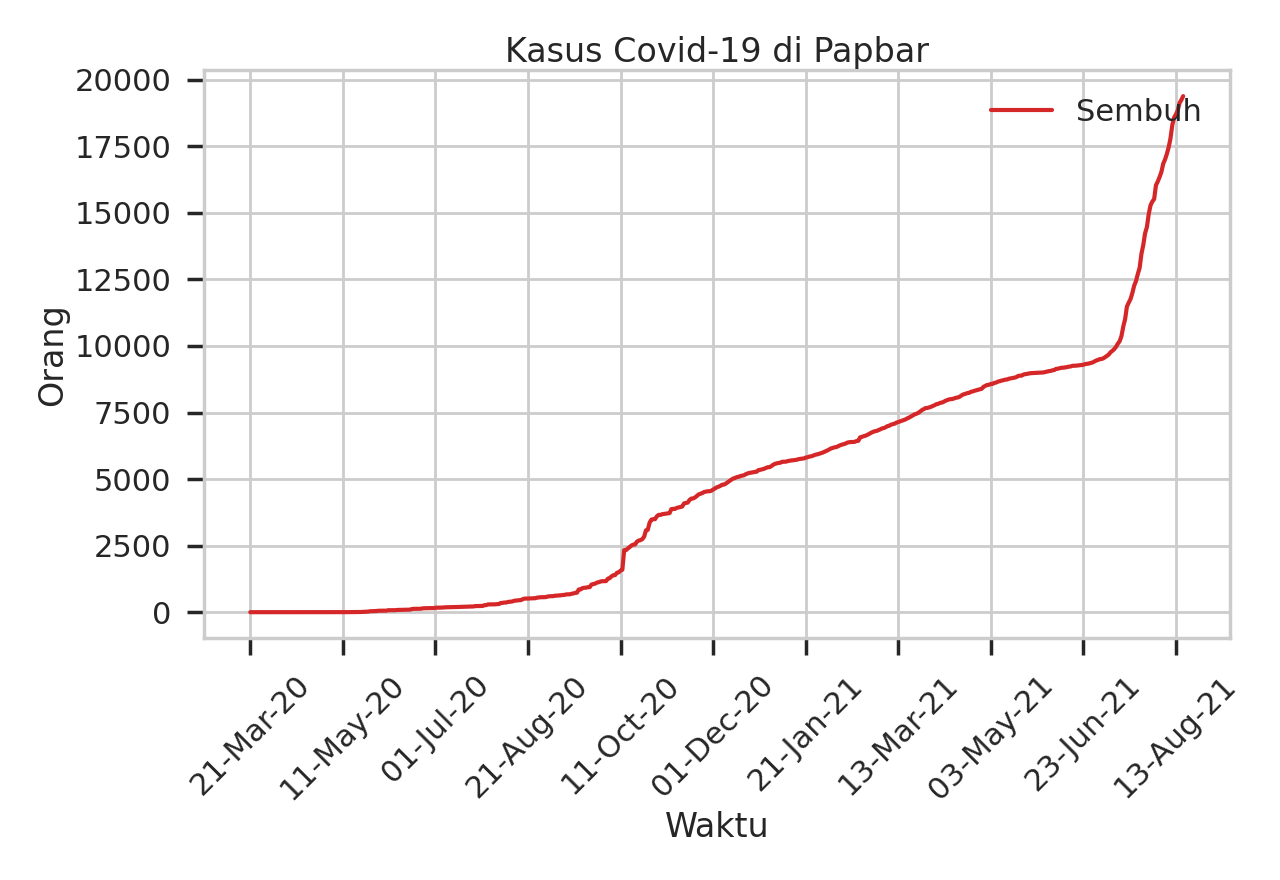 Kasus Covid-19 di Papbar
Sembuh
Orang
20000
17500
15000
12500
10000
7500
5000
2500
0
21-Mar-20
11-May-20
01-Jul-20
21-Aug-20
11-Oct-20
01-Dec-20
21-Jan-21
13-Mar-21
03-May-21
23-Jun-21
13-Aug-21
Waktu